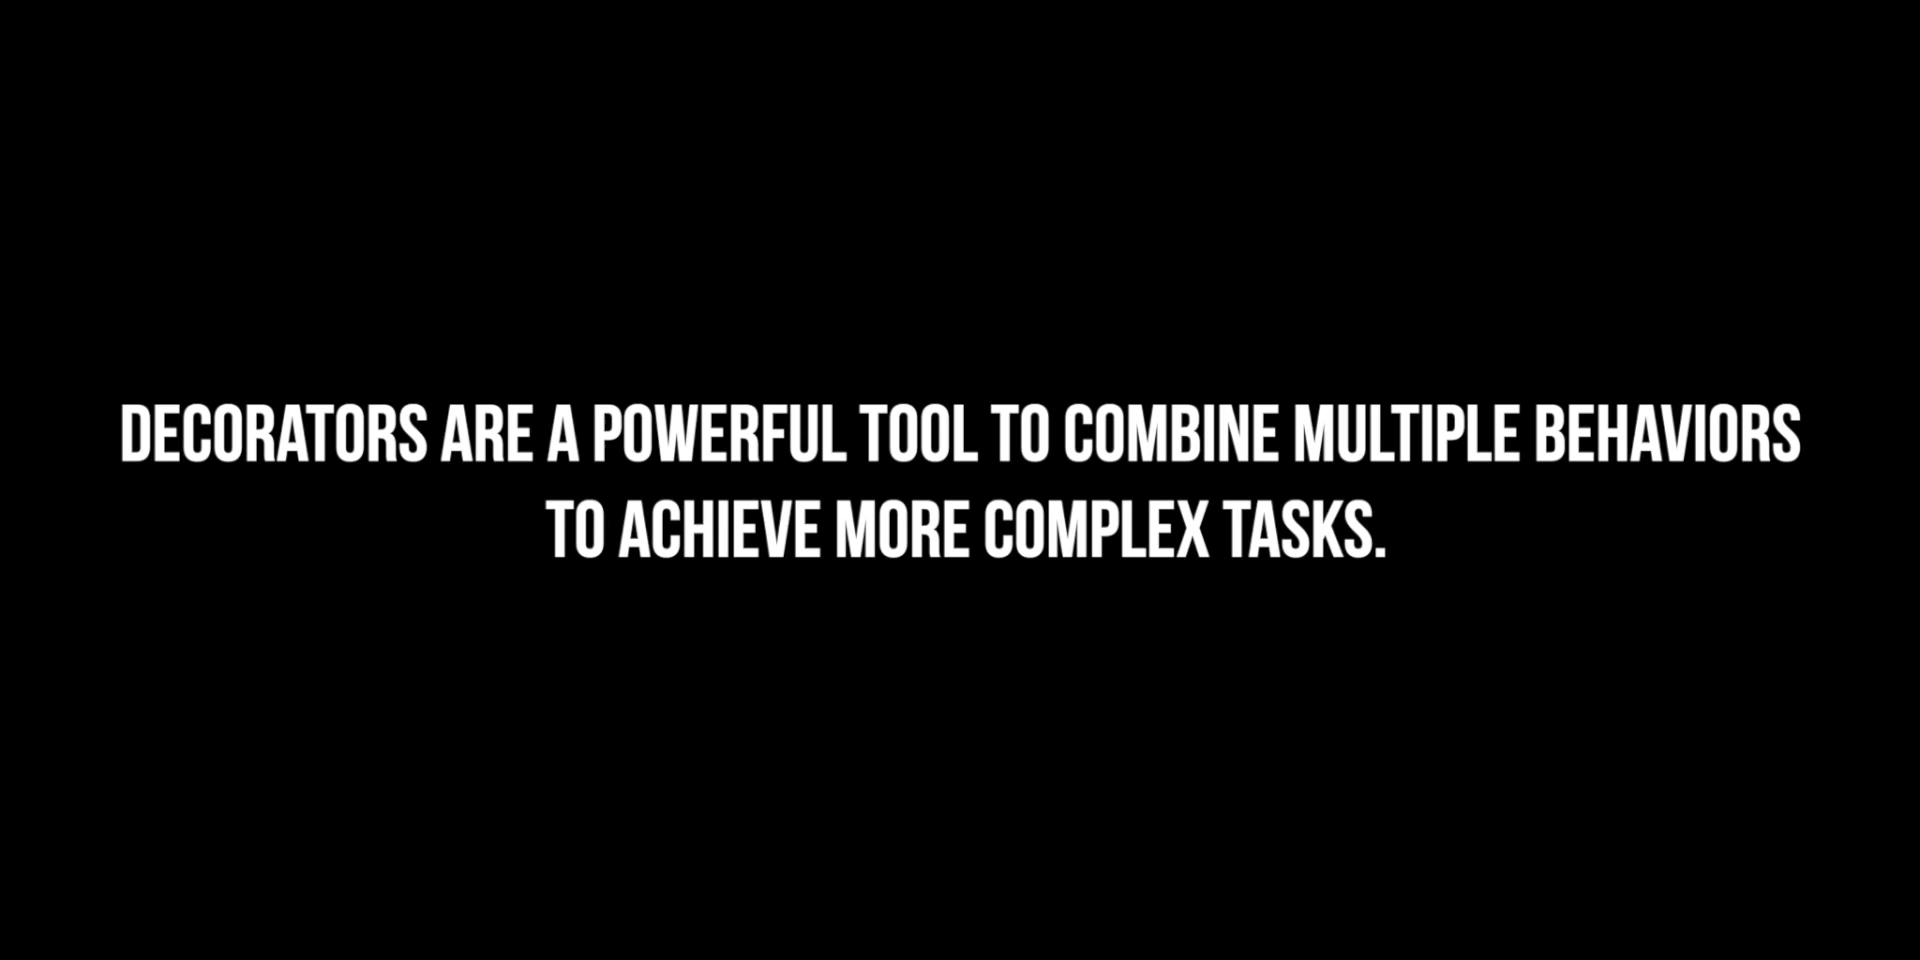 DECORATORS ARE A POWERFUL TOOL TO COMBINE MULTIPLE BEHAVIORS
TO ACHIEVE MORE COMPLEX TASKS.